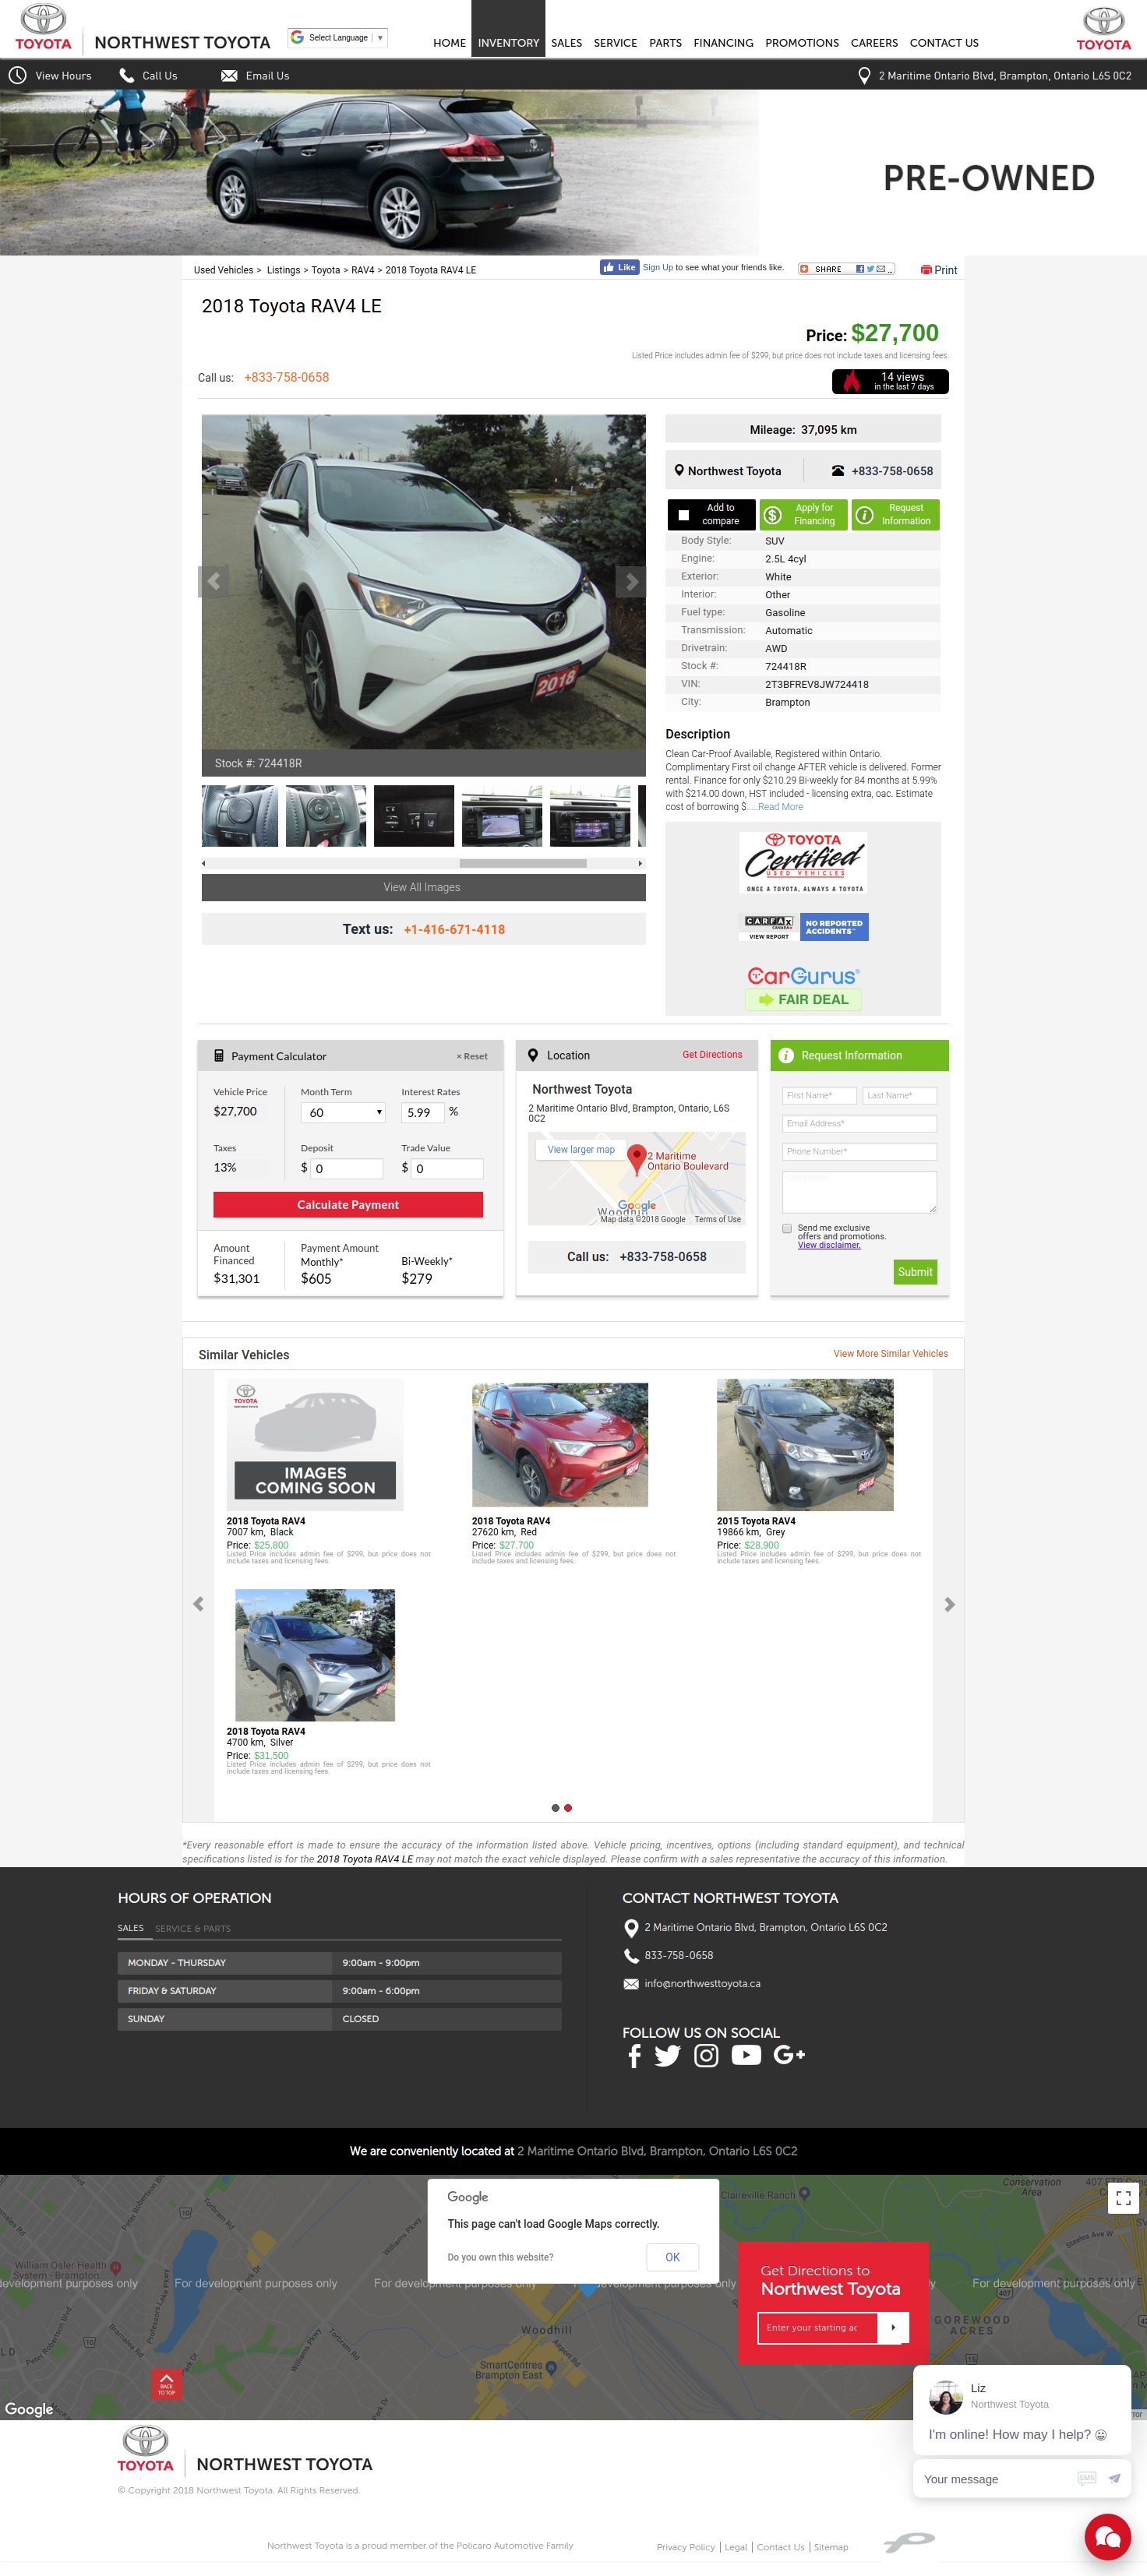 TOYOTA
NORTHWEST TOYOTA
Select Language ▼
HOME INVENTORY SALES SERVICE PARTS FINANCING PROMOTIONS CAREERS CONTACT US
TOYOTA
View Hours Call Us Email Us
2 Maritime Ontario Blvd, Brampton, Ontario L6S 0C2
PRE-OWNED
Used Vehicles > Listings > Toyota > RAV4 > 2018 Toyota RAV4 LE
Like Sign Up to see what your friends like.
SHARE
Print
2018 Toyota RAV4 LE
Price: $27,700
Listed Price includes admin fee of $299, but price does not include taxes and licensing fees.
Call us: +833-758-0658
14 views
in the last 7 days
2018
Stock #: 724418R
View All Images
Text us: +1-416-671-4118
Mileage: 37,095 km
Northwest Toyota +833-758-0658
Add to compare
Apply for Financing
Request Information
Body Style: SUV
Engine: 2.5L 4cyl
Exterior: White
Interior: Other
Fuel type: Gasoline
Transmission: Automatic
Drivetrain: AWD
Stock #: 724418R
VIN: 2T3BFREV8JW724418
City: Brampton
Description
Clean Car-Proof Available, Registered within Ontario.
Complimentary First oil change AFTER vehicle is delivered. Former
rental. Finance for only $210.29 Bi-weekly for 84 months at 5.99%
with $214.00 down, HST included - licensing extra, oac. Estimate
cost of borrowing $.....Read More
TOYOTA
Certified
USED VEHICLES
ONCE A TOYOTA, ALWAYS A TOYOTA
CARFAX
CANADA
VIEW REPORT
NO REPORTED
ACCIDENTS
CarGurus
FAIR DEAL
Payment Calculator × Reset
Vehicle Price Month Term Interest Rates
$27,700 60 5.99 %
Taxes Deposit Trade Value
13% $ 0 $ 0
Calculate Payment
Amount Financed
$31,301
Payment Amount Monthly*
$605
Bi-Weekly*
$279
Location Get Directions
Northwest Toyota
2 Maritime Ontario Blvd, Brampton, Ontario, L6S
0C2
View larger map
2 Maritime
Ontario Boulevard
Google
Woodhill
Map data ©2018 Google Terms of Use
Call us: +833-758-0658
Request Information
First Name* Last Name*
Email Address*
Phone Number*
Send me exclusive
offers and promotions.
View disclaimer.
Submit
Similar Vehicles View More Similar Vehicles
TOYOTA
IMAGES
COMING SOON
2018 Toyota RAV4
7007 km, Black
Price: $25,800
Listed Price includes admin fee of $299, but price does not
include taxes and licensing fees.
2018 Toyota RAV4
27620 km, Red
Price: $27,700
Listed Price includes admin fee of $299, but price does not
include taxes and licensing fees.
2015 Toyota RAV4
19866 km, Grey
Price: $28,900
Listed Price includes admin fee of $299, but price does not
include taxes and licensing fees.
2018 Toyota RAV4
4700 km, Silver
Price: $31,500
Listed Price includes admin fee of $299, but price does not
include taxes and licensing fees.
*Every reasonable effort is made to ensure the accuracy of the information listed above. Vehicle pricing, incentives, options (including standard equipment), and technical
specifications listed is for the 2018 Toyota RAV4 LE may not match the exact vehicle displayed. Please confirm with a sales representative the accuracy of this information.
HOURS OF OPERATION
SALES SERVICE & PARTS
MONDAY - THURSDAY 9:00am - 9:00pm
FRIDAY & SATURDAY 9:00am - 6:00pm
SUNDAY CLOSED
CONTACT NORTHWEST TOYOTA
2 Maritime Ontario Blvd, Brampton, Ontario L6S 0C2
833-758-0658
info@northwesttoyota.ca
FOLLOW US ON SOCIAL
We are conveniently located at 2 Maritime Ontario Blvd, Brampton, Ontario L6S 0C2
Google
This page can't load Google Maps correctly.
Do you own this website? OK
Claireville Ranch
Conservation
Area
William Osler Health
System - Brampton
For development purposes only
For development purposes only
Woodhill
SmartCentres
Brampton East
GOREWOOD
ACRES
Get Directions to
Northwest Toyota
Enter your starting ac
BACK
TO TOP
Google
Liz
Northwest Toyota
I'm online! How may I help? 😀
Your message SMS
TOYOTA
NORTHWEST TOYOTA
© Copyright 2018 Northwest Toyota. All Rights Reserved.
Northwest Toyota is a proud member of the Policaro Automotive Family
Privacy Policy | Legal | Contact Us | Sitemap